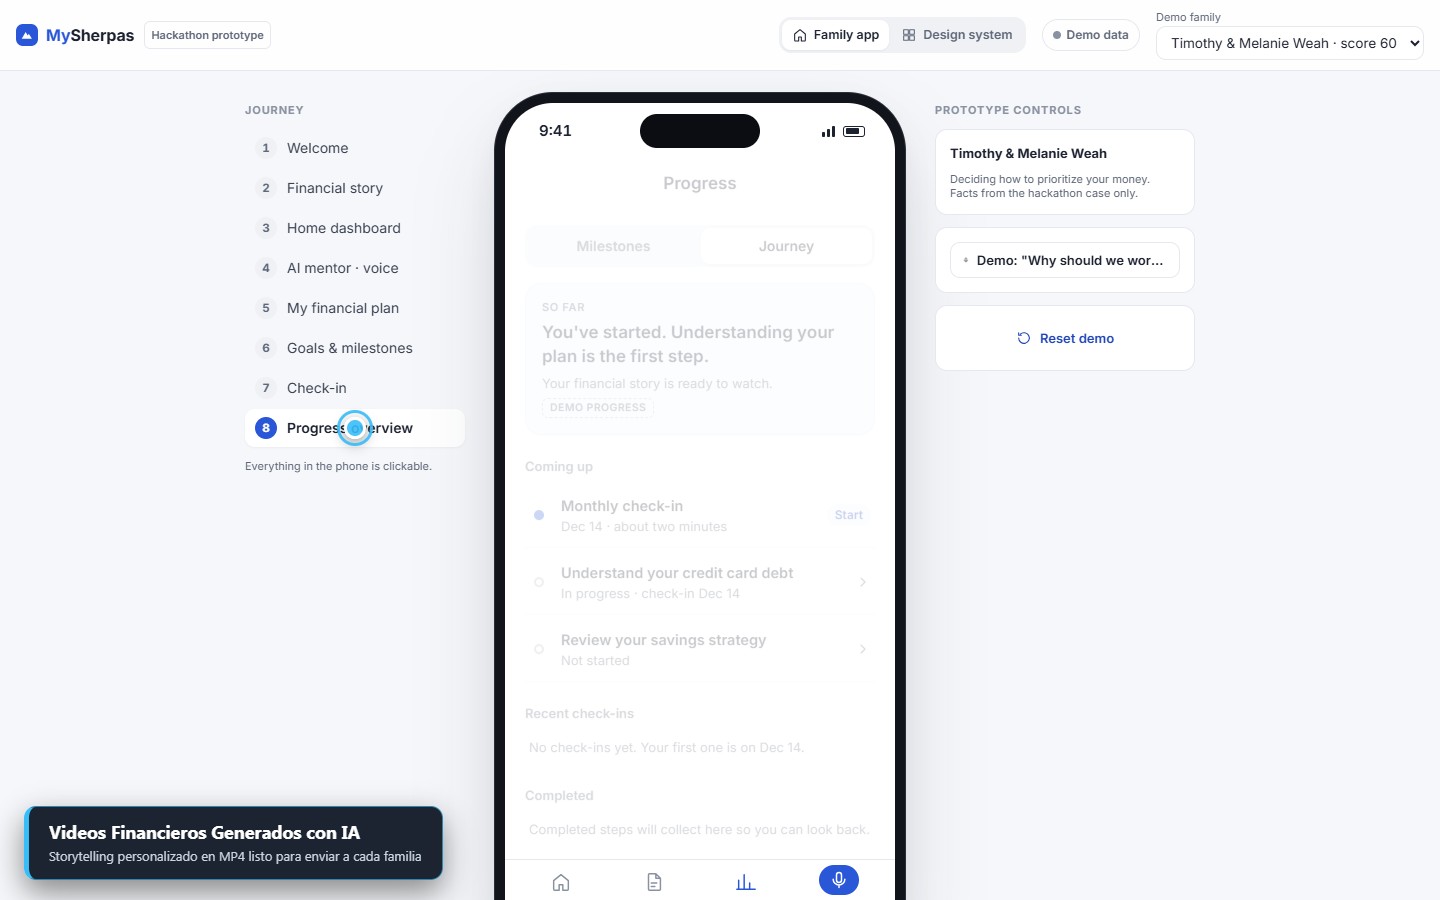 MySherpas
Hackathon prototype
Family app
Design system
Demo data
Demo family
Timothy & Melanie Weah · score 60
JOURNEY
1 Welcome
2 Financial story
3 Home dashboard
4 AI mentor · voice
5 My financial plan
6 Goals & milestones
7 Check-in
8 Progress overview
Everything in the phone is clickable.
9:41
Progress
Milestones
Journey
SO FAR
You've started. Understanding your
plan is the first step.
Your financial story is ready to watch.
DEMO PROGRESS
Coming up
Monthly check-in
Dec 14 · about two minutes
Start
Understand your credit card debt
In progress · check-in Dec 14
Review your savings strategy
Not started
Recent check-ins
No check-ins yet. Your first one is on Dec 14.
Completed
Completed steps will collect here so you can look back.
PROTOTYPE CONTROLS
Timothy & Melanie Weah
Deciding how to prioritize your money.
Facts from the hackathon case only.
Demo: "Why should we wor...
Reset demo
Videos Financieros Generados con IA
Storytelling personalizado en MP4 listo para enviar a cada familia